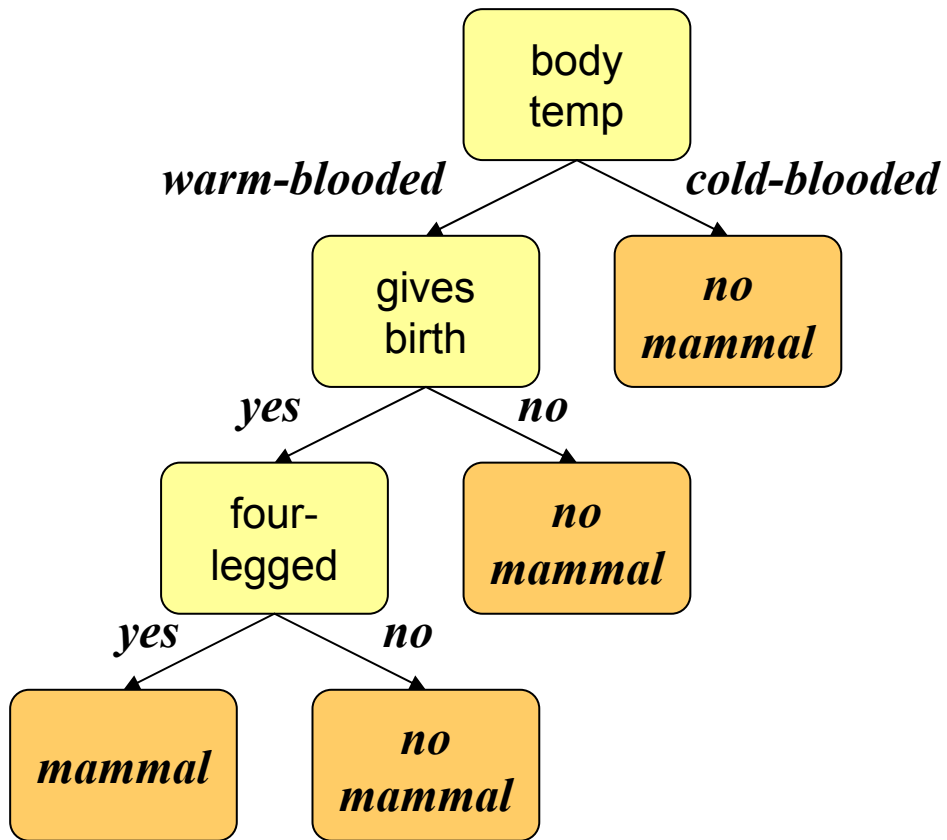 body
temp
warm-blooded
cold-blooded
gives
birth
no
mammal
yes
no
four-
legged
no
mammal
yes
no
mammal
no
mammal